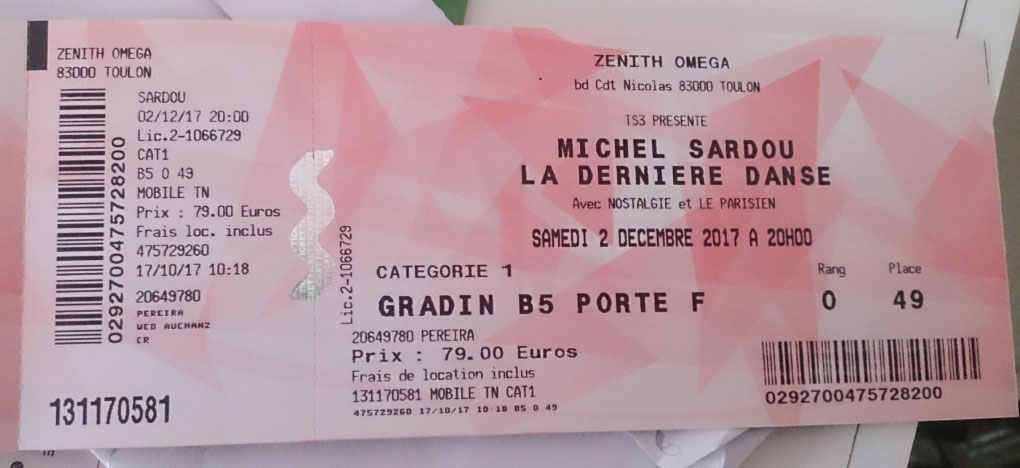 ZENITH OMEGA
83000 TOULON
SARDOU
02/12/17 20:00
Lic.2-1066729
CAT1
B5 O 49
MOBILE TN
Prix : 79.00 Euros
Frais loc. inclus
475729260
17/10/17 10:18
20649780
PEREIRA
WEB AUCHAN2
CR
0292700475728200
131170581
Lic.2-1066729
ZENITH OMEGA
bd Cdt Nicolas 83000 TOULON
TS3 PRESENTE
MICHEL SARDOU
LA DERNIERE DANSE
Avec NOSTALGIE et LE PARISIEN
SAMEDI 2 DECEMBRE 2017 A 20H00
CATEGORIE 1
Rang Place
GRADIN B5 PORTE F O 49
20649780 PEREIRA
Prix : 79.00 Euros
Frais de location inclus
131170581 MOBILE TN CAT1
475729260 17/10/17 10:18 B5 O 49
0292700475728200